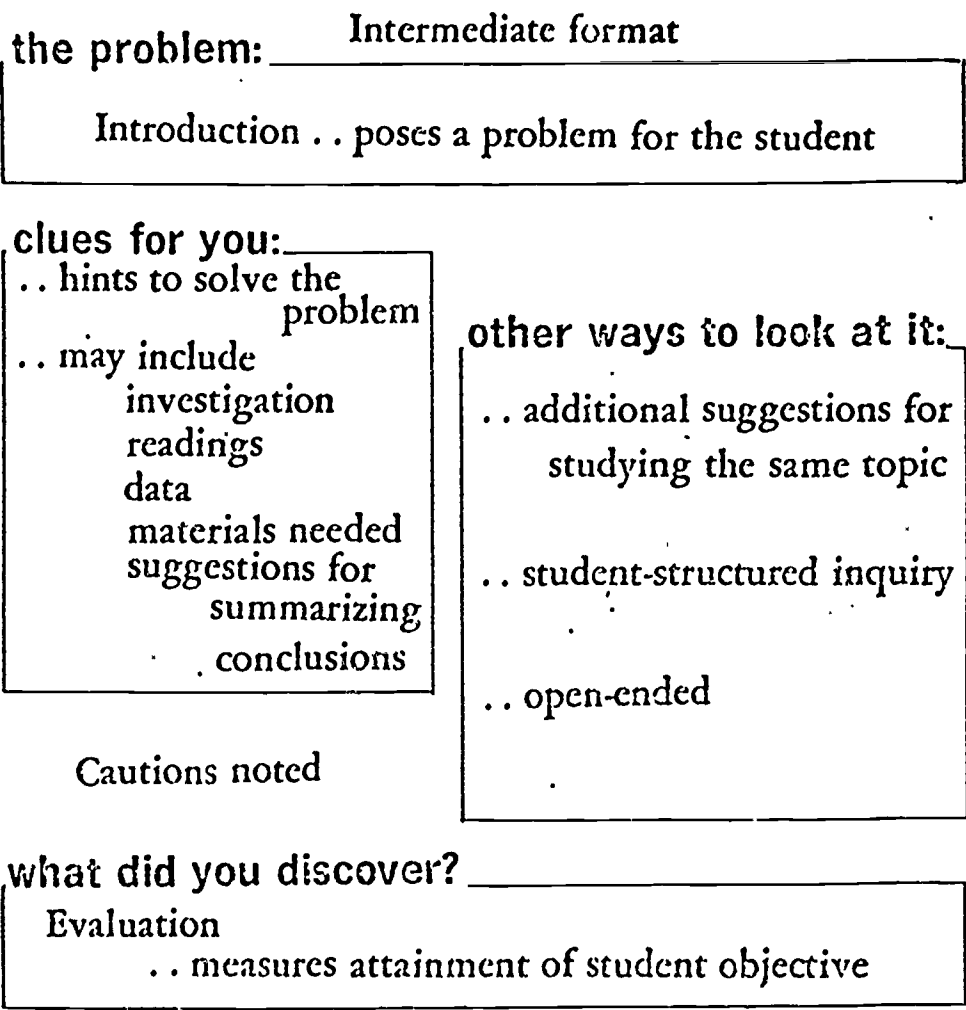 the problem: Intermediate format
Introduction . . poses a problem for the student
clues for you:
. . hints to solve the
problem
. . may include
investigation
readings
data
materials needed
suggestions for
summarizing
conclusions
Cautions noted
other ways to look at it:
. . additional suggestions for
studying the same topic
. . student-structured inquiry
. . open-ended
what did you discover?
Evaluation
. . measures attainment of student objective